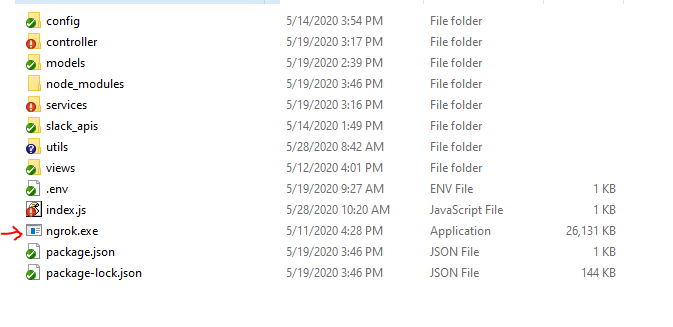 config 5/14/2020 3:54 PM File folder
controller 5/19/2020 3:17 PM File folder
models 5/19/2020 2:39 PM File folder
node_modules 5/19/2020 3:46 PM File folder
services 5/19/2020 3:16 PM File folder
slack_apis 5/14/2020 1:49 PM File folder
utils 5/28/2020 8:42 AM File folder
views 5/12/2020 4:01 PM File folder
.env 5/19/2020 9:27 AM ENV File 1 KB
index.js 5/28/2020 10:20 AM JavaScript File 1 KB
ngrok.exe 5/11/2020 4:28 PM Application 26,131 KB
package.json 5/19/2020 3:46 PM JSON File 1 KB
package-lock.json 5/19/2020 3:46 PM JSON File 144 KB